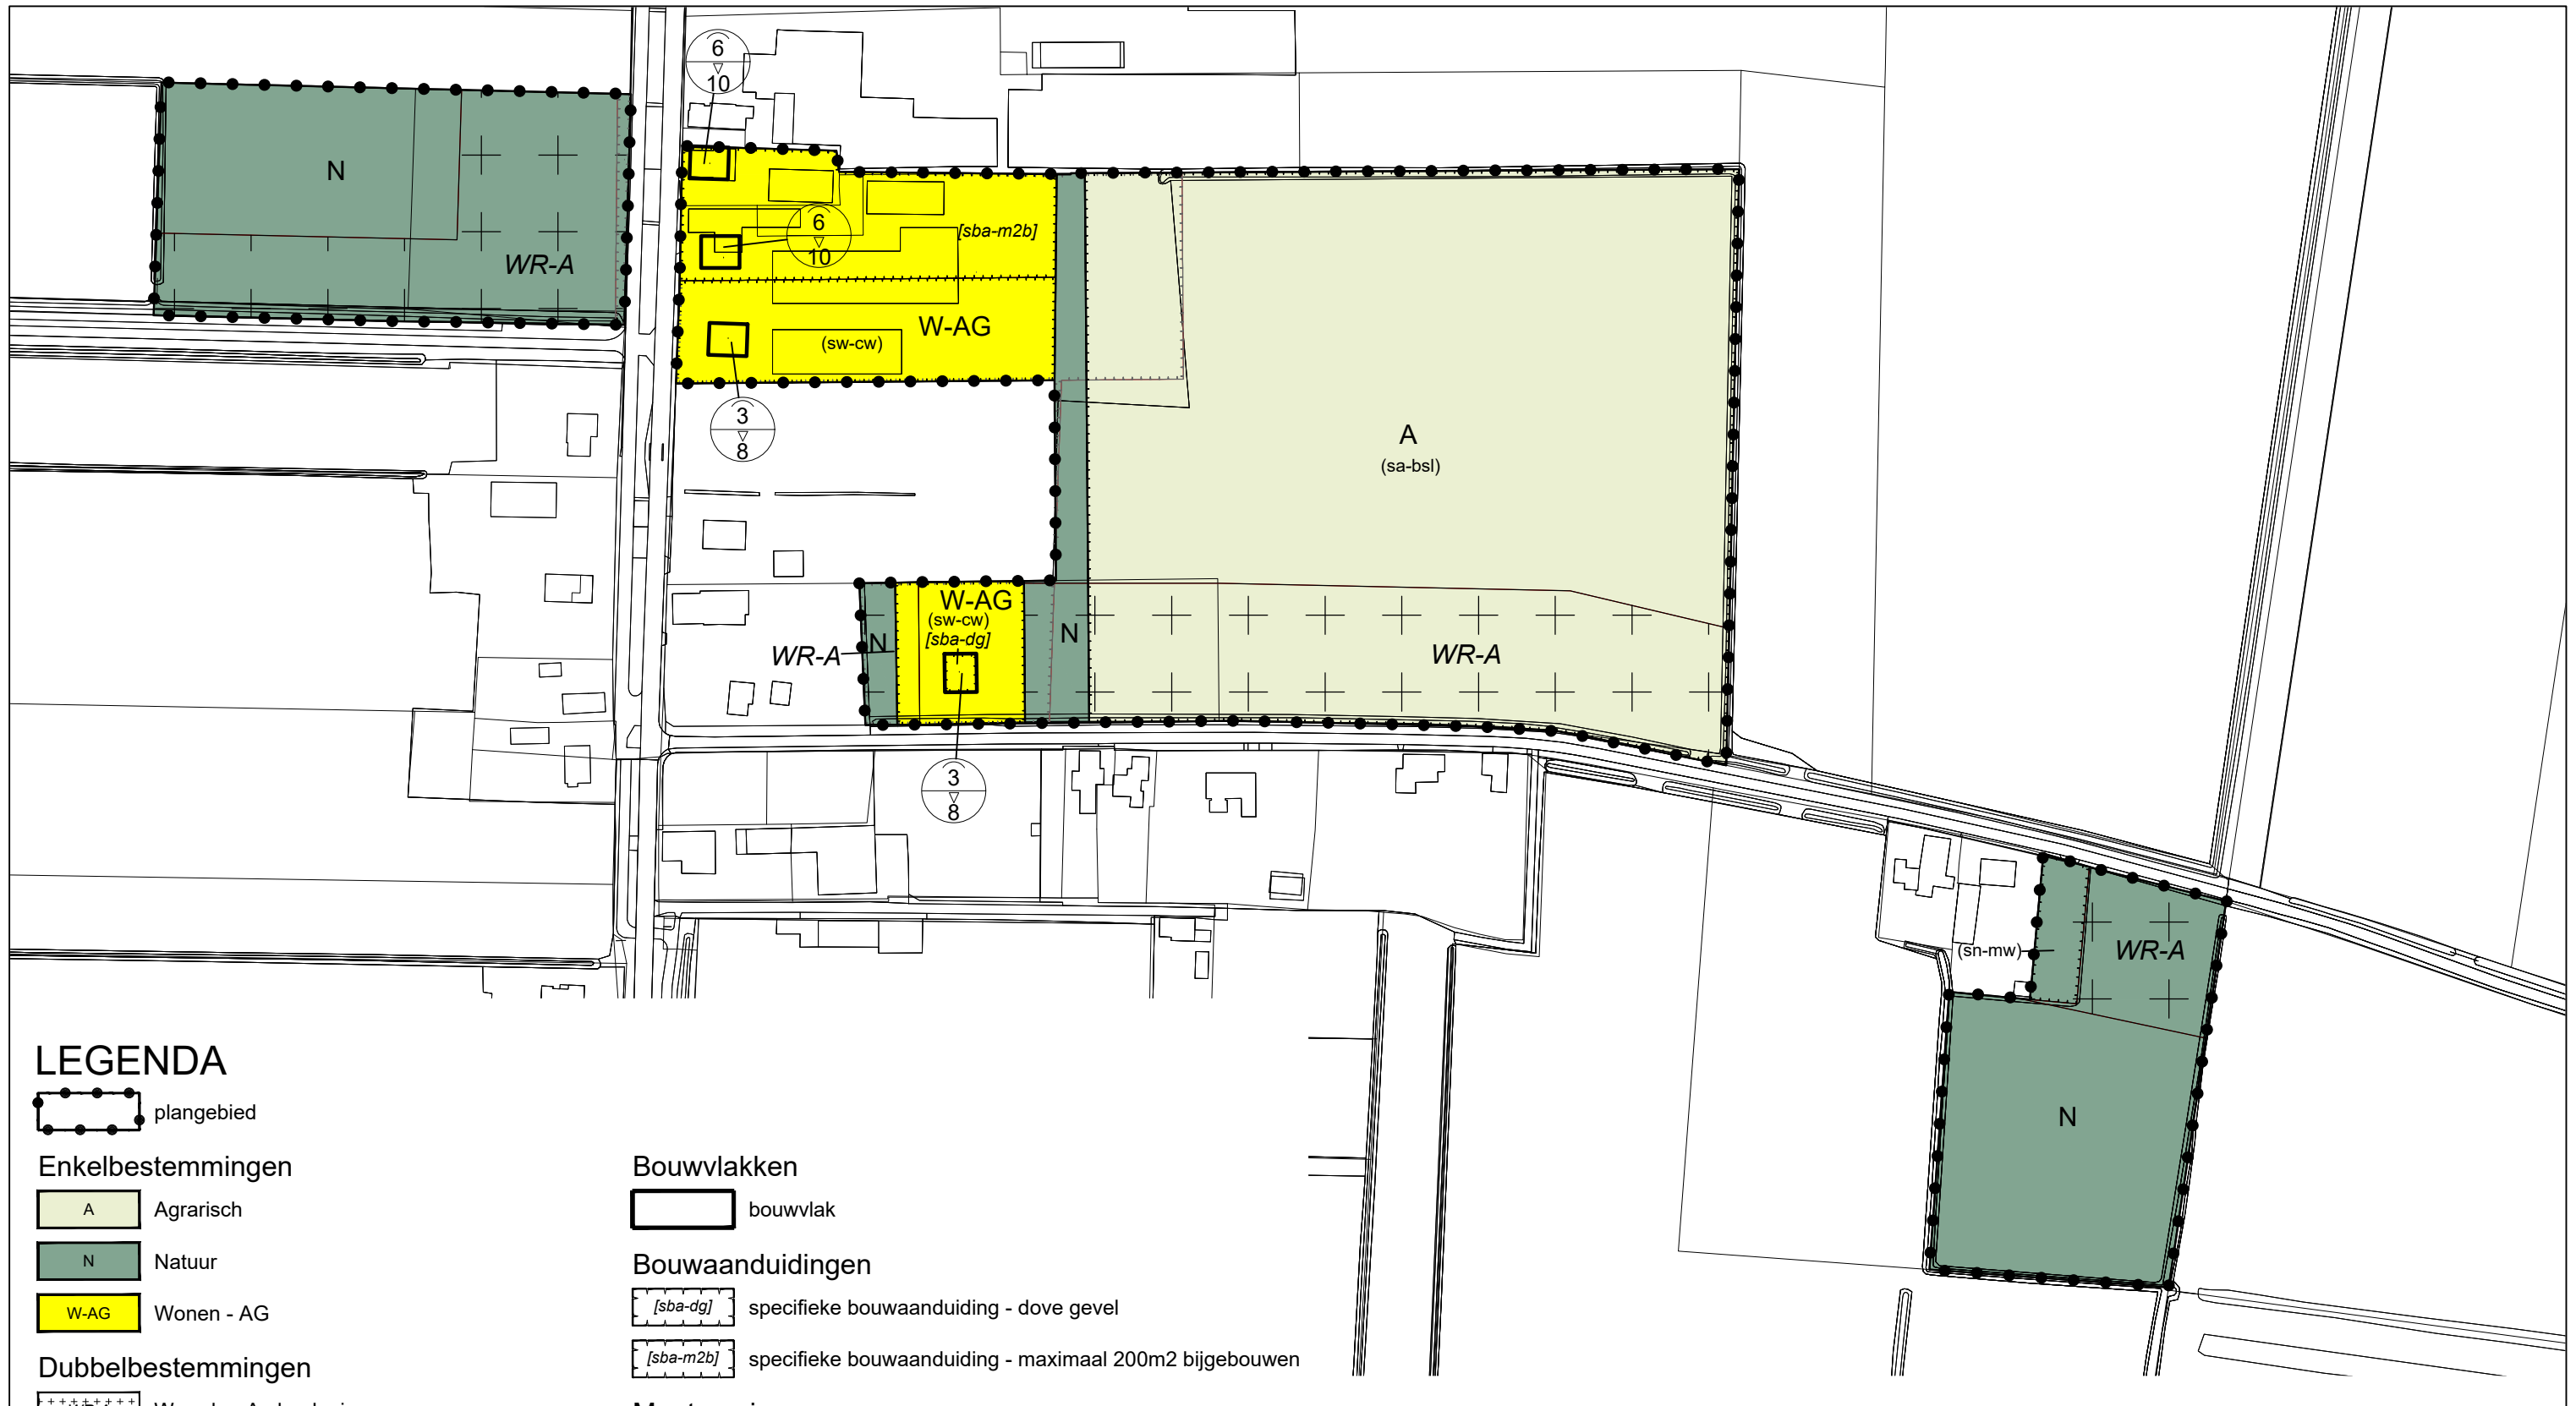 6
10
N
WR-A
6
10
[sba-m2b]
W-AG
(sw-cw)
3
8
A
(sa-bsl)
W-AG
(sw-cw)
[sba-dg]
N
N
WR-A
WR-A
3
8
(sn-mw)
WR-A
N
LEGENDA
plangebied
Enkelbestemmingen
A Agrarisch
N Natuur
W-AG Wonen - AG
Dubbelbestemmingen
Bouwvlakken
bouwvlak
Bouwaanduidingen
[sba-dg] specifieke bouwaanduiding - dove gevel
[sba-m2b] specifieke bouwaanduiding - maximaal 200m2 bijgebouwen